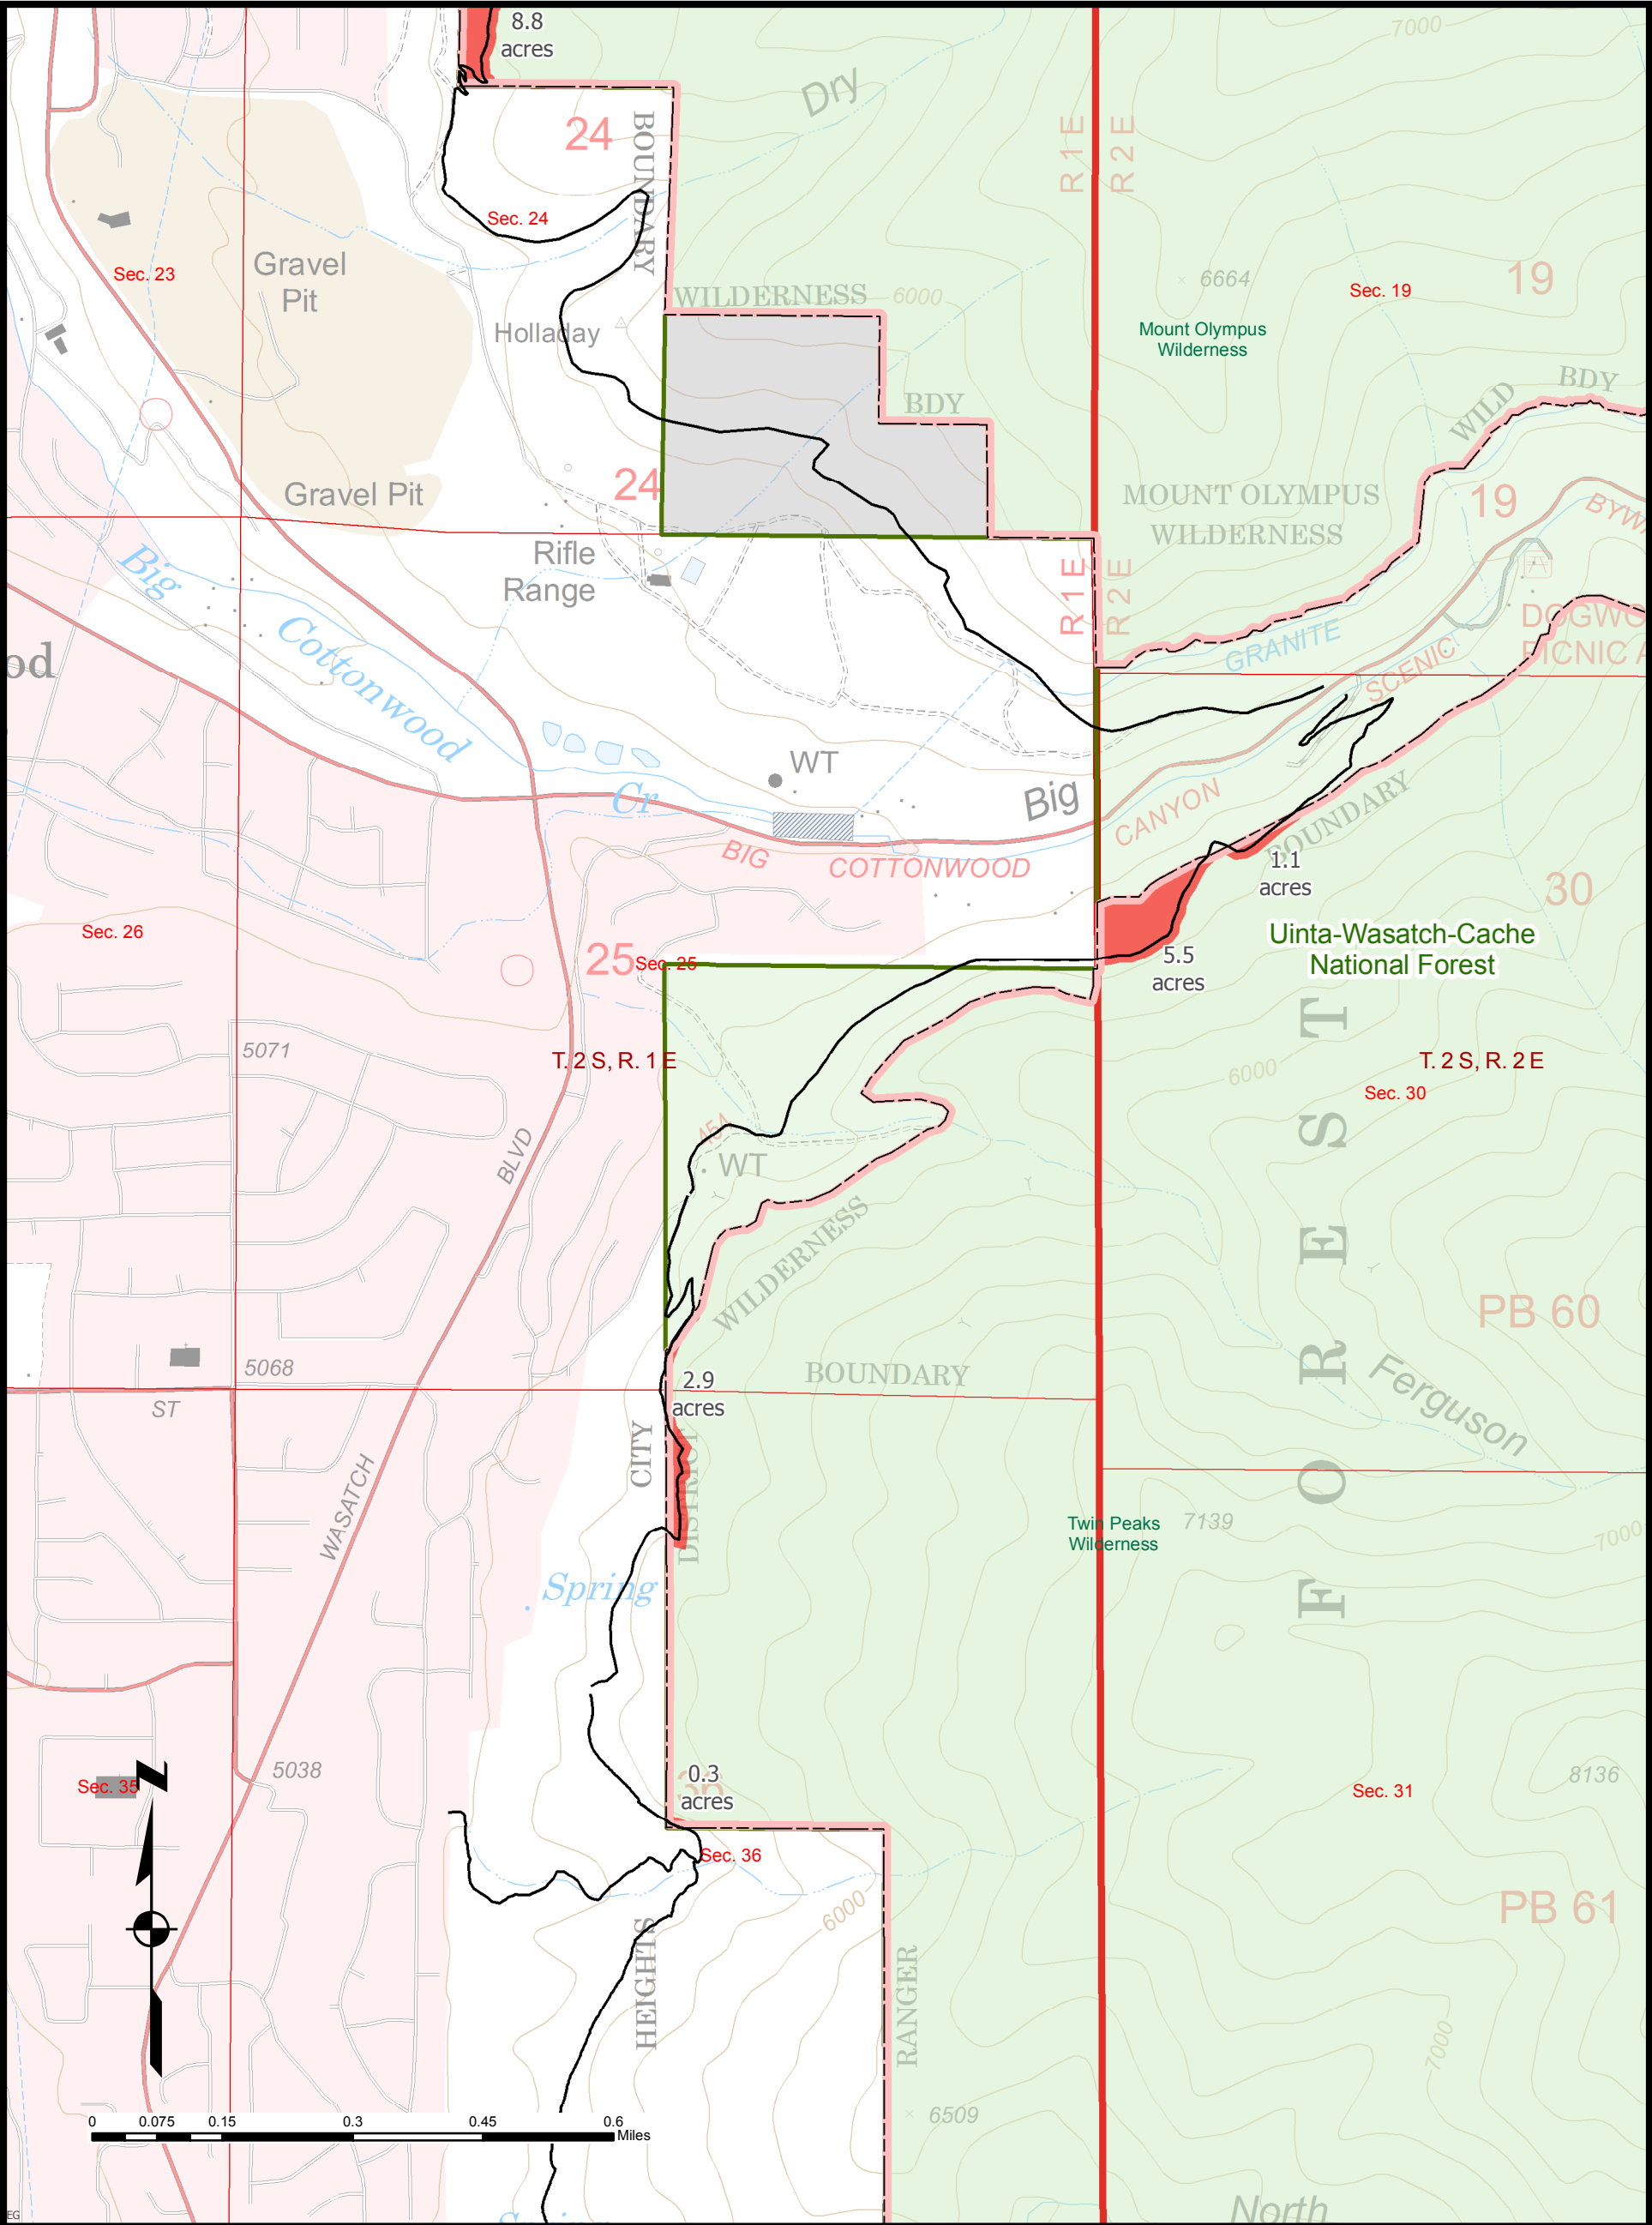 8.8
acres
7000
Dry
24
BOUNDARY
R 1 E
R 2 E
Sec. 24
Gravel
Pit
Sec. 23
6664
19
Sec. 19
WILDERNESS
6000
Holladay
Mount Olympus
Wilderness
BDY
WILD
BDY
24
Gravel Pit
MOUNT OLYMPUS
WILDERNESS
19
Rifle
Range
R 1 E
R 2 E
Big
Cottonwood
Cr
od
GRANITE
SCENIC
WT
Big
CANYON
BOUNDARY
BIG
COTTONWOOD
1.1
acres
30
Sec. 26
25
Sec. 25
5.5
acres
Uinta-Wasatch-Cache
National Forest
5071
T. 2 S, R. 1 E
6000
T. 2 S, R. 2 E
Sec. 30
BLVD
WT
WILDERNESS
PB 60
5068
BOUNDARY
2.9
acres
Ferguson
ST
CITY
DISTRICT
WASATCH
FOREST
Twin Peaks
Wilderness
7139
7000
Spring
Sec. 35
N
5038
0.3
acres
36
Sec. 31
8136
Sec. 36
6000
PB 61
HEIGHTS
RANGER
7000
0 0.075 0.15 0.3 0.45 0.6
Miles
6509
North
EG